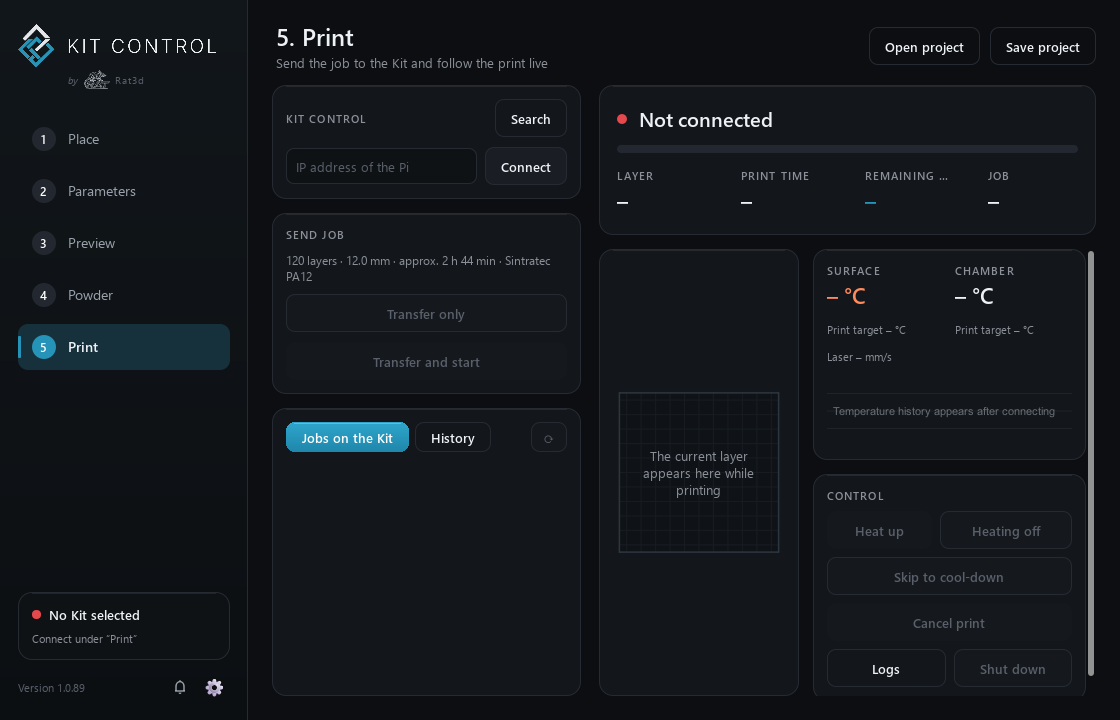 KIT CONTROL
by Rat3d
1 Place
2 Parameters
3 Preview
4 Powder
5 Print
No Kit selected
Connect under “Print”
Version 1.0.89
5. Print
Send the job to the Kit and follow the print live
Open project
Save project
KIT CONTROL
Search
IP address of the Pi
Connect
SEND JOB
120 layers · 12.0 mm · approx. 2 h 44 min · Sintratec
PA12
Transfer only
Transfer and start
Jobs on the Kit
History
Not connected
LAYER PRINT TIME REMAINING ... JOB
– – – –
The current layer
appears here while
printing
SURFACE CHAMBER
– °C – °C
Print target – °C Print target – °C
Laser – mm/s
Temperature history appears after connecting
CONTROL
Heat up Heating off
Skip to cool-down
Cancel print
Logs Shut down